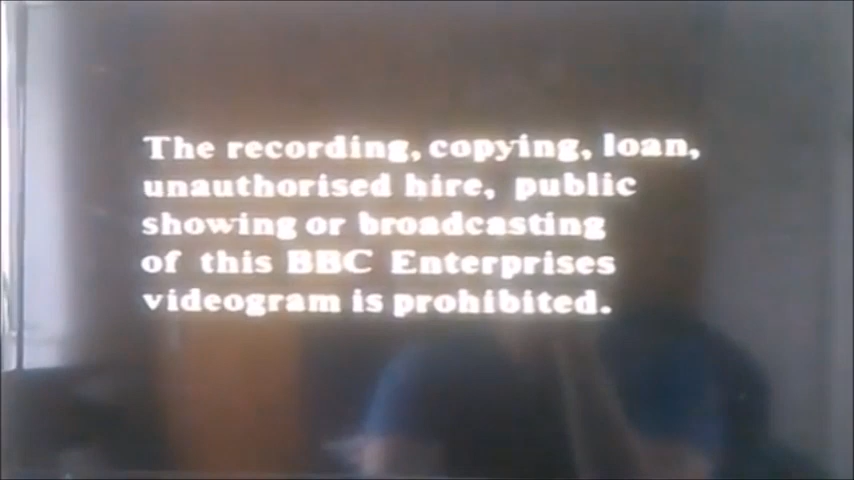 The recording, copying, loan,
unauthorised hire, public
showing or broadcasting
of this BBC Enterprises
videogram is prohibited.